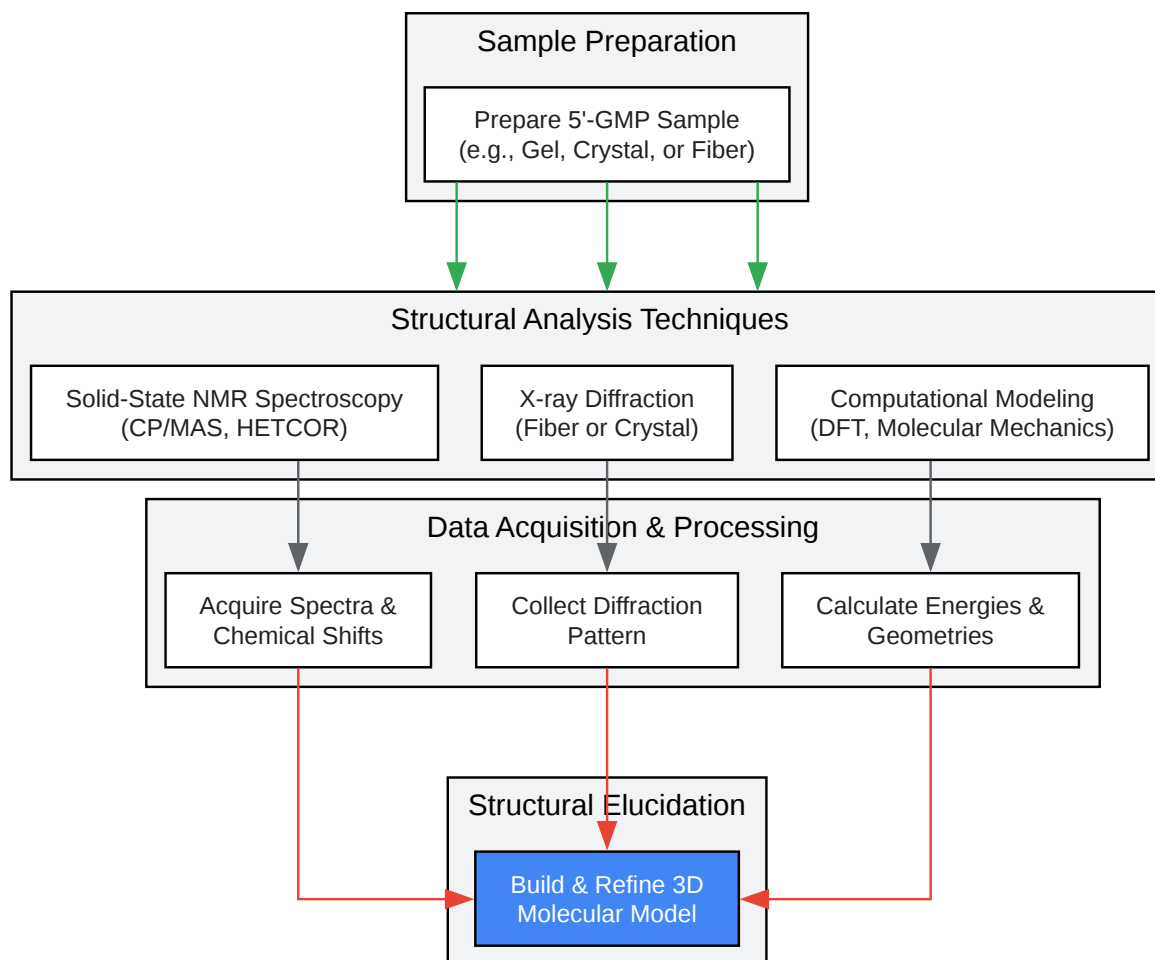 Sample Preparation
Prepare 5'-GMP Sample
(e.g., Gel, Crystal, or Fiber)
Structural Analysis Techniques
Solid-State NMR Spectroscopy
(CP/MAS, HETCOR)
X-ray Diffraction
(Fiber or Crystal)
Computational Modeling
(DFT, Molecular Mechanics)
Data Acquisition & Processing
Acquire Spectra &
Chemical Shifts
Collect Diffraction
Pattern
Calculate Energies &
Geometries
Structural Elucidation
Build & Refine 3D
Molecular Model